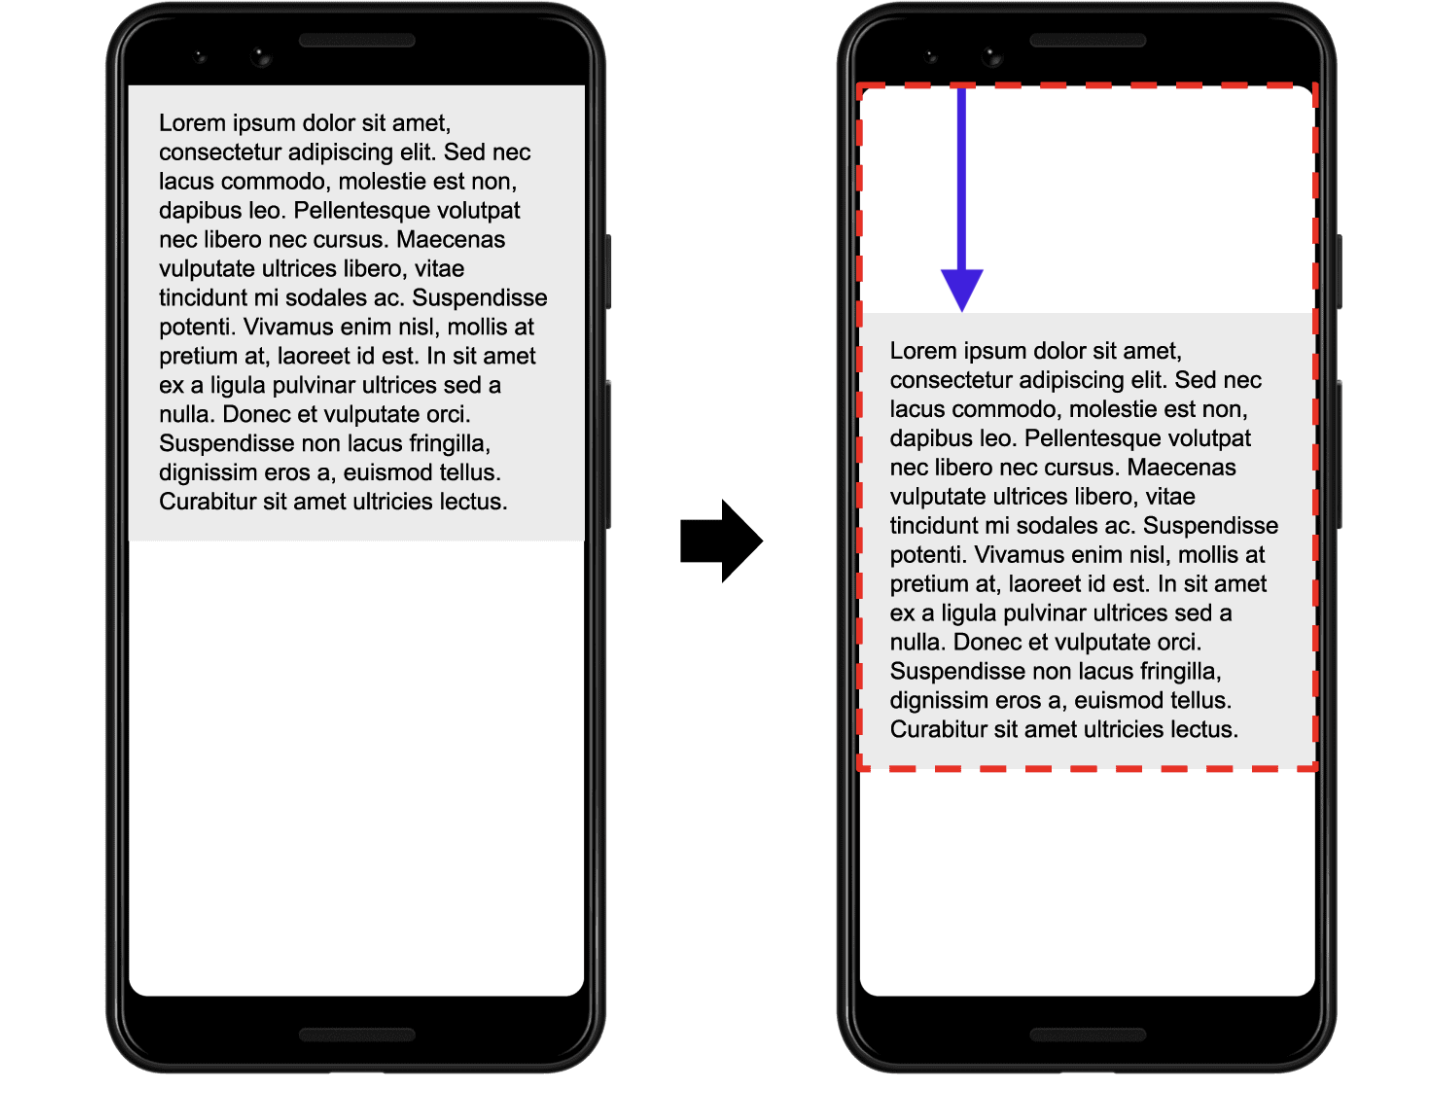 Lorem ipsum dolor sit amet,
consectetur adipiscing elit. Sed nec
lacus commodo, molestie est non,
dapibus leo. Pellentesque volutpat
nec libero nec cursus. Maecenas
vulputate ultrices libero, vitae
tincidunt mi sodales ac. Suspendisse
potenti. Vivamus enim nisl, mollis at
pretium at, laoreet id est. In sit amet
ex a ligula pulvinar ultrices sed a
nulla. Donec et vulputate orci.
Suspendisse non lacus fringilla,
dignissim eros a, euismod tellus.
Curabitur sit amet ultricies lectus.
Lorem ipsum dolor sit amet,
consectetur adipiscing elit. Sed nec
lacus commodo, molestie est non,
dapibus leo. Pellentesque volutpat
nec libero nec cursus. Maecenas
vulputate ultrices libero, vitae
tincidunt mi sodales ac. Suspendisse
potenti. Vivamus enim nisl, mollis at
pretium at, laoreet id est. In sit amet
ex a ligula pulvinar ultrices sed a
nulla. Donec et vulputate orci.
Suspendisse non lacus fringilla,
dignissim eros a, euismod tellus.
Curabitur sit amet ultricies lectus.